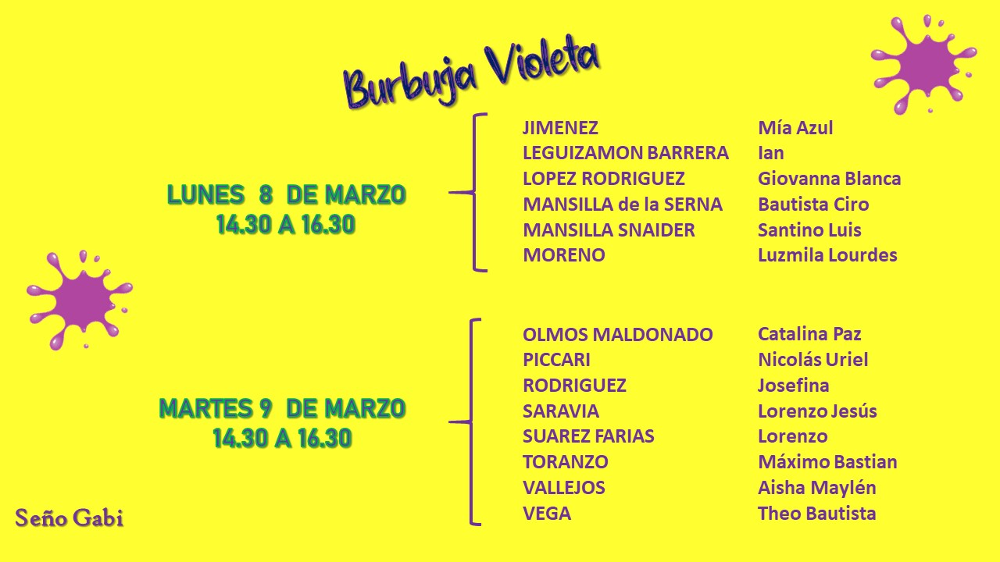 Burbuja Violeta
LUNES 8 DE MARZO
14.30 A 16.30
JIMENEZ Mía Azul
LEGUIZAMON BARRERA Ian
LOPEZ RODRIGUEZ Giovanna Blanca
MANSILLA de la SERNA Bautista Ciro
MANSILLA SNAIDER Santino Luis
MORENO Luzmila Lourdes
MARTES 9 DE MARZO
14.30 A 16.30
OLMOS MALDONADO Catalina Paz
PICCARI Nicolás Uriel
RODRIGUEZ Josefina
SARAVIA Lorenzo Jesús
SUAREZ FARIAS Lorenzo
TORANZO Máximo Bastian
VALLEJOS Aisha Maylén
VEGA Theo Bautista
Seño Gabi